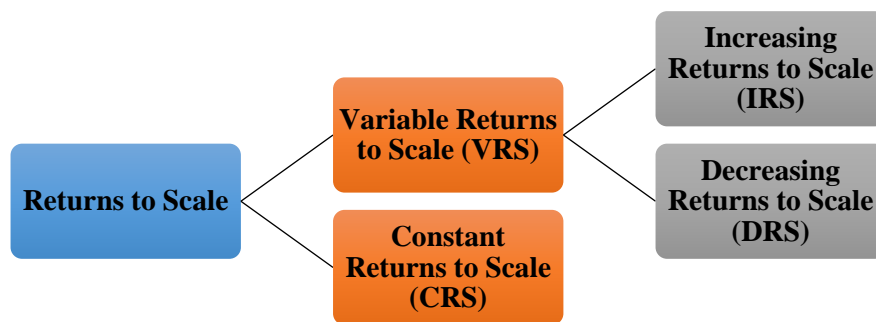 Returns to Scale
Variable Returns
to Scale (VRS)
Constant
Returns to Scale
(CRS)
Increasing
Returns to Scale
(IRS)
Decreasing
Returns to Scale
(DRS)